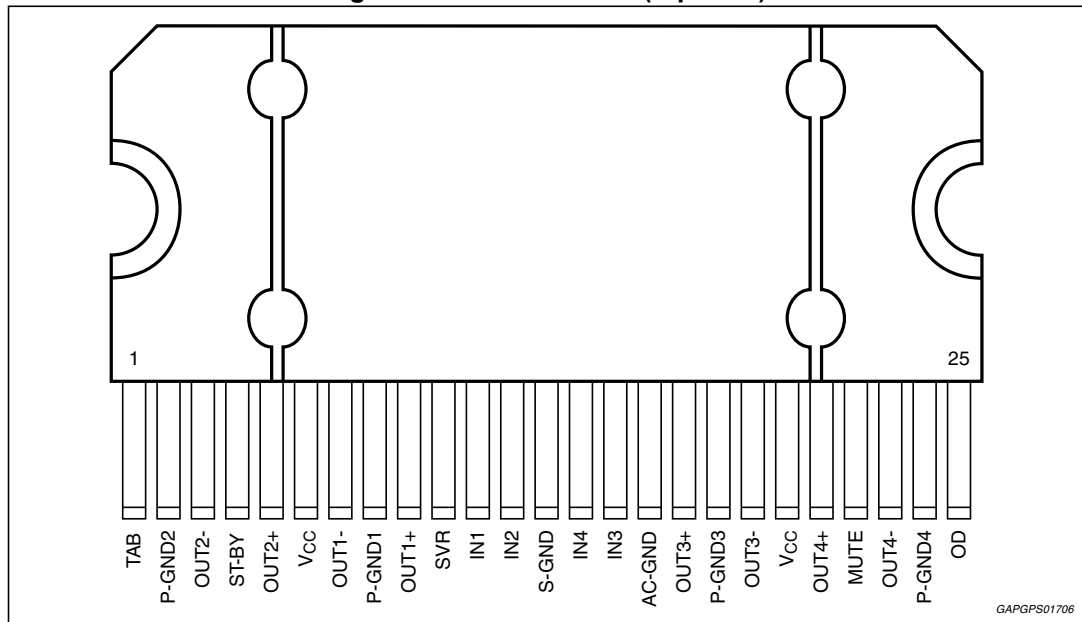 1
25
TAB
P-GND2
OUT2-
ST-BY
OUT2+
VCC
OUT1-
P-GND1
OUT1+
SVR
IN1
IN2
S-GND
IN4
IN3
AC-GND
OUT3+
P-GND3
OUT3-
VCC
OUT4+
MUTE
OUT4-
P-GND4
OD
GAPGPS01706